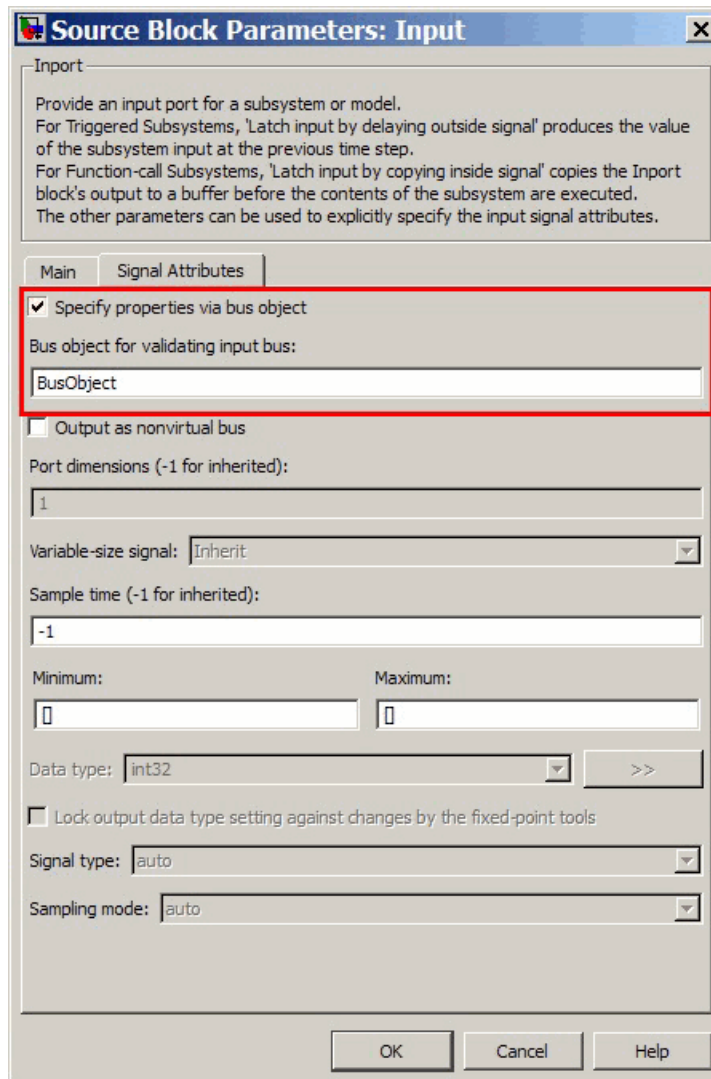 Source Block Parameters: Input
Inport
Provide an input port for a subsystem or model.
For Triggered Subsystems, 'Latch input by delaying outside signal' produces the value
of the subsystem input at the previous time step.
For Function-call Subsystems, 'Latch input by copying inside signal' copies the Inport
block's output to a buffer before the contents of the subsystem are executed.
The other parameters can be used to explicitly specify the input signal attributes.
Main Signal Attributes
Specify properties via bus object
Bus object for validating input bus:
BusObject
Output as nonvirtual bus
Port dimensions (-1 for inherited):
1
Variable-size signal: Inherit
Sample time (-1 for inherited):
-1
Minimum: Maximum:
[] []
Data type: int32 >>
Lock output data type setting against changes by the fixed-point tools
Signal type: auto
Sampling mode: auto
OK Cancel Help